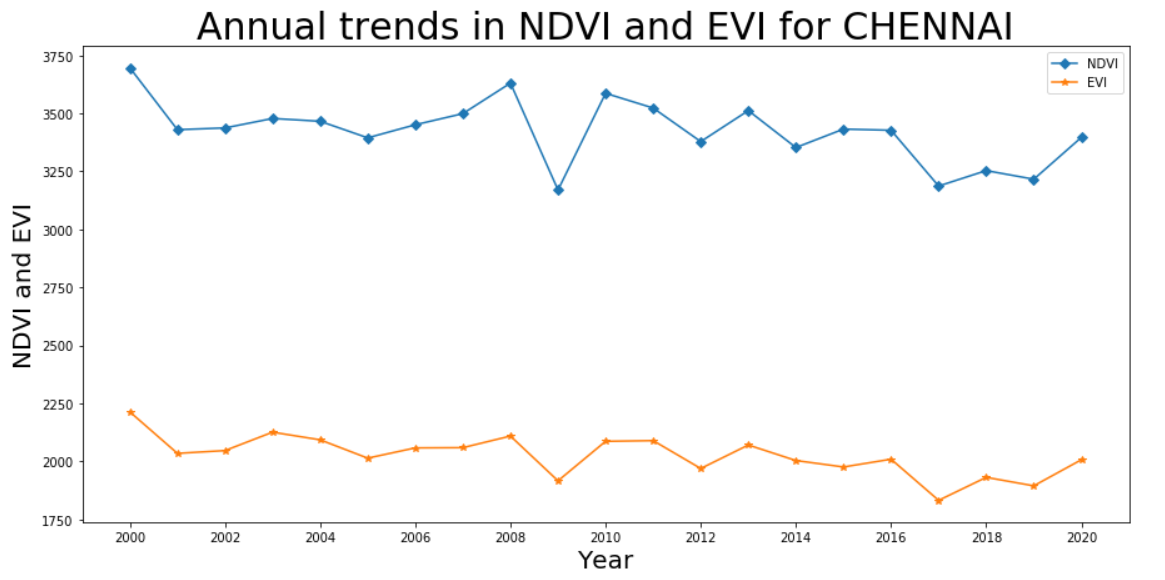 Annual trends in NDVI and EVI for CHENNAI
NDVI
EVI
NDVI and EVI
3750
3500
3250
3000
2750
2500
2250
2000
1750
2000 2002 2004 2006 2008 2010 2012 2014 2016 2018 2020
Year